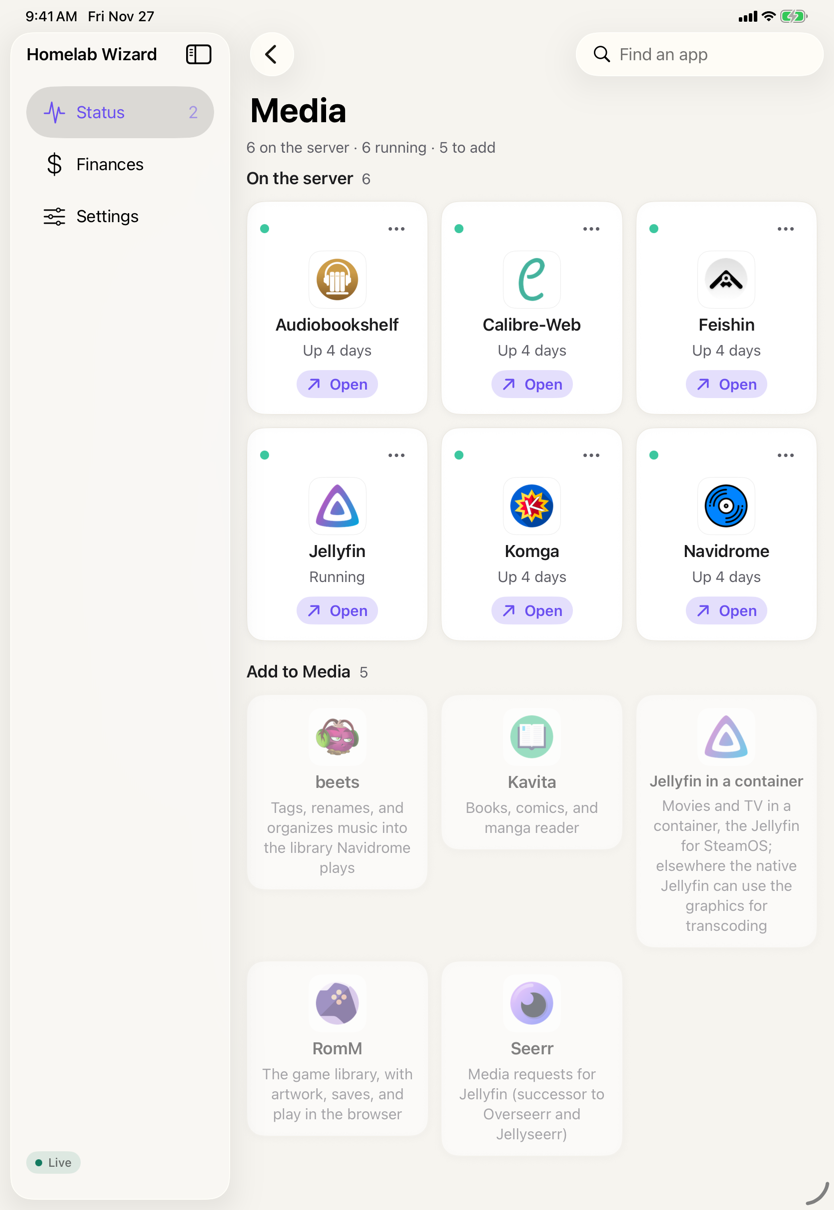 9:41 AM Fri Nov 27
Homelab Wizard
Find an app
Status 2
Finances
Settings
Media
6 on the server · 6 running · 5 to add
On the server 6
Audiobookshelf
Up 4 days
Open
Calibre-Web
Up 4 days
Open
Feishin
Up 4 days
Open
Jellyfin
Running
Open
Komga
Up 4 days
Open
Navidrome
Up 4 days
Open
Add to Media 5
beets
Tags, renames, and
organizes music into
the library Navidrome
plays
Kavita
Books, comics, and
manga reader
Jellyfin in a container
Movies and TV in a
container, the Jellyfin
for SteamOS;
elsewhere the native
Jellyfin can use the
graphics for
transcoding
RomM
The game library, with
artwork, saves, and
play in the browser
Seerr
Media requests for
Jellyfin (successor to
Overseerr and
Jellyseerr)
Live